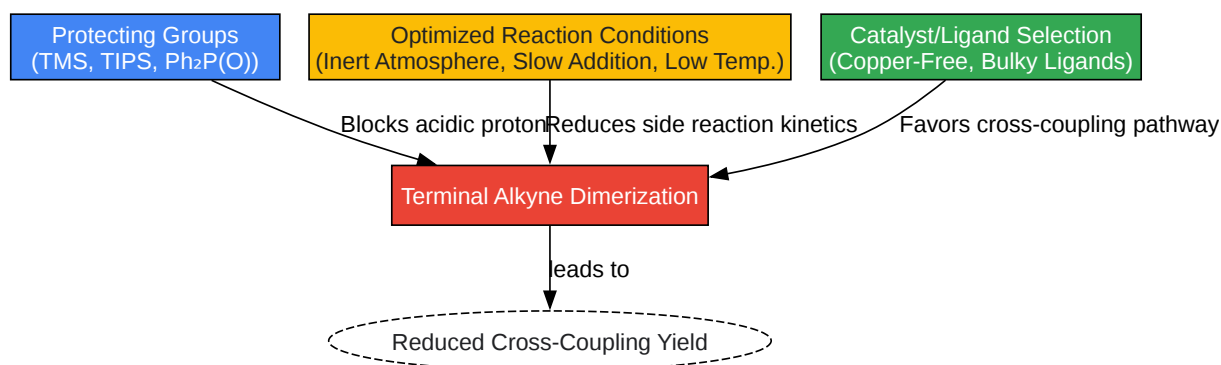 Protecting Groups
(TMS, TIPS, Ph₂P(O))
Optimized Reaction Conditions
(Inert Atmosphere, Slow Addition, Low Temp.)
Catalyst/Ligand Selection
(Copper-Free, Bulky Ligands)
Blocks acidic proton
Reduces side reaction kinetics
Favors cross-coupling pathway
Terminal Alkyne Dimerization
leads to
Reduced Cross-Coupling Yield